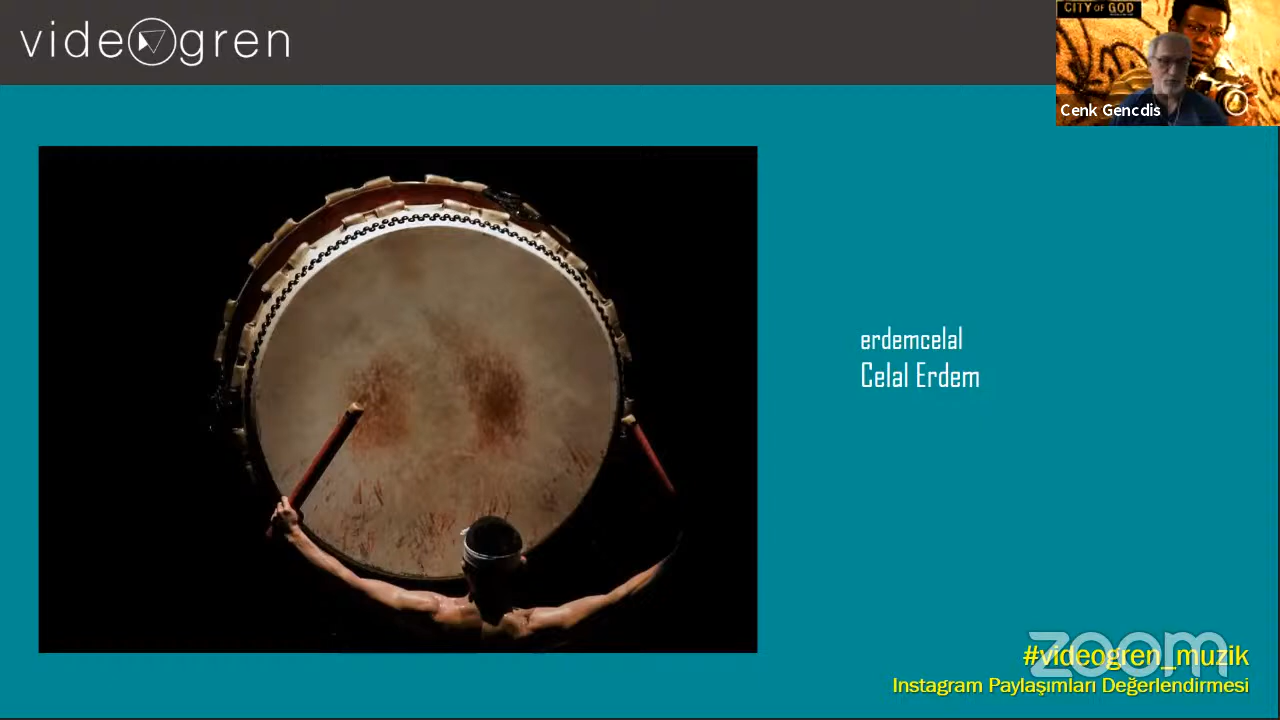 videogren
CITY OF GOD
Cenk Gencdis
erdemcelal
Celal Erdem
zoom
#videogren_muzik
Instagram Paylaşımları Değerlendirmesi